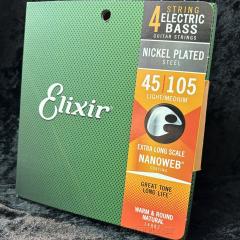 4 STRING
ELECTRIC
BASS
GUITAR STRINGS
NICKEL PLATED
STEEL
45 105
LIGHT/MEDIUM
Elixir
EXTRA LONG SCALE
NANOWEB
COATING
GREAT TONE
LONG LIFE
WARM & ROUND
NATURAL